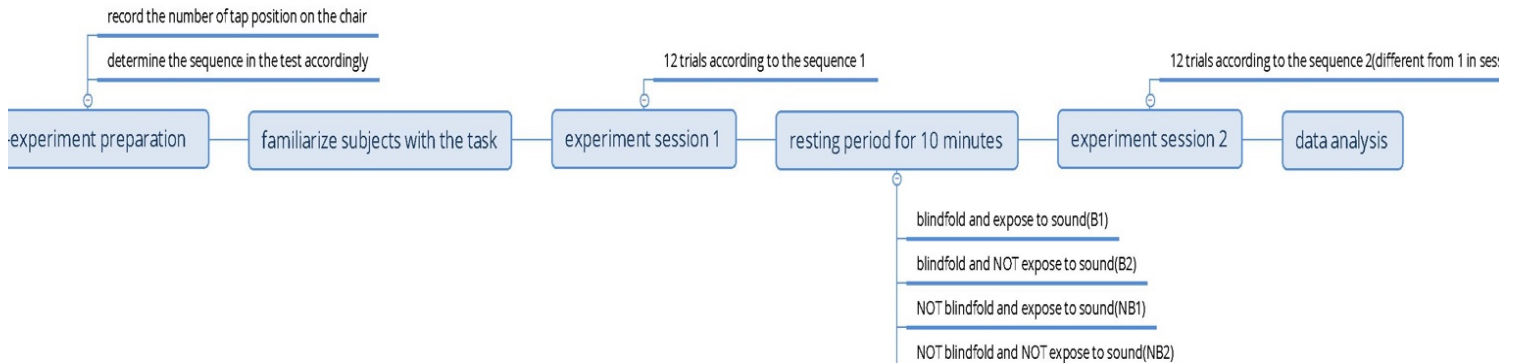 record the number of tap position on the chair
determine the sequence in the test accordingly
-experiment preparation
familiarize subjects with the task
12 trials according to the sequence 1
experiment session 1
resting period for 10 minutes
blindfold and expose to sound(B1)
blindfold and NOT expose to sound(B2)
NOT blindfold and expose to sound(NB1)
NOT blindfold and NOT expose to sound(NB2)
12 trials according to the sequence 2(different from 1 in
experiment session 2
data analysis